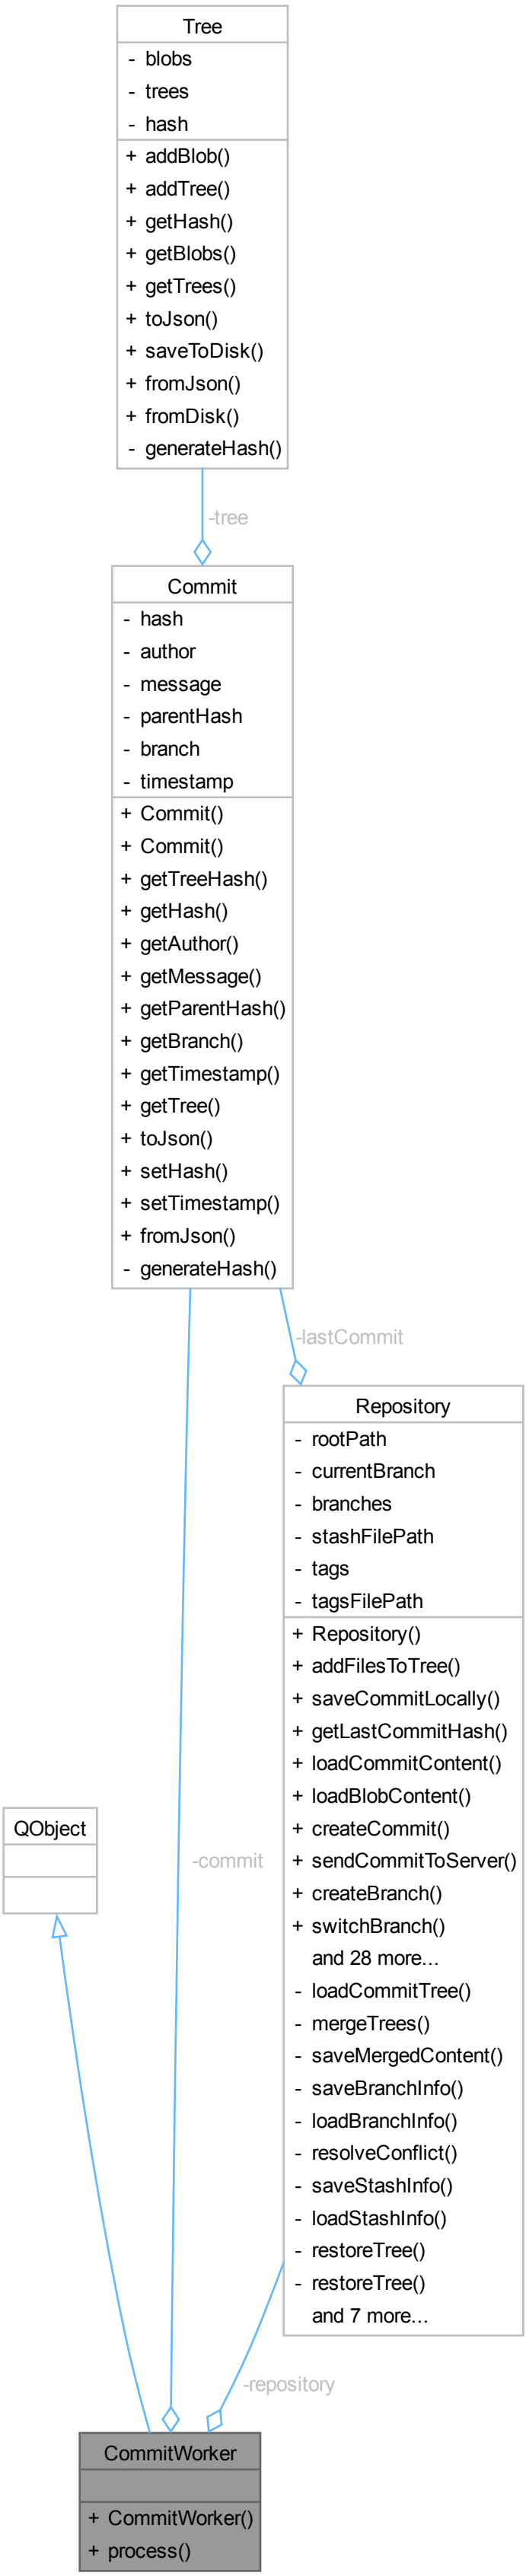 Tree
- blobs
- trees
- hash
+ addBlob()
+ addTree()
+ getHash()
+ getBlobs()
+ getTrees()
+ toJson()
+ saveToDisk()
+ fromJson()
+ fromDisk()
- generateHash()
-tree
Commit
- hash
- author
- message
- parentHash
- branch
- timestamp
+ Commit()
+ Commit()
+ getTreeHash()
+ getHash()
+ getAuthor()
+ getMessage()
+ getParentHash()
+ getBranch()
+ getTimestamp()
+ getTree()
+ toJson()
+ setHash()
+ setTimestamp()
+ fromJson()
- generateHash()
-lastCommit
Repository
- rootPath
- currentBranch
- branches
- stashFilePath
- tags
- tagsFilePath
+ Repository()
+ addFilesToTree()
+ saveCommitLocally()
+ getLastCommitHash()
+ loadCommitContent()
+ loadBlobContent()
+ createCommit()
+ sendCommitToServer()
+ createBranch()
+ switchBranch()
and 28 more...
- loadCommitTree()
- mergeTrees()
- saveMergedContent()
- saveBranchInfo()
- loadBranchInfo()
- resolveConflict()
- saveStashInfo()
- loadStashInfo()
- restoreTree()
- restoreTree()
and 7 more...
QObject
-commit
-repository
CommitWorker
+ CommitWorker()
+ process()